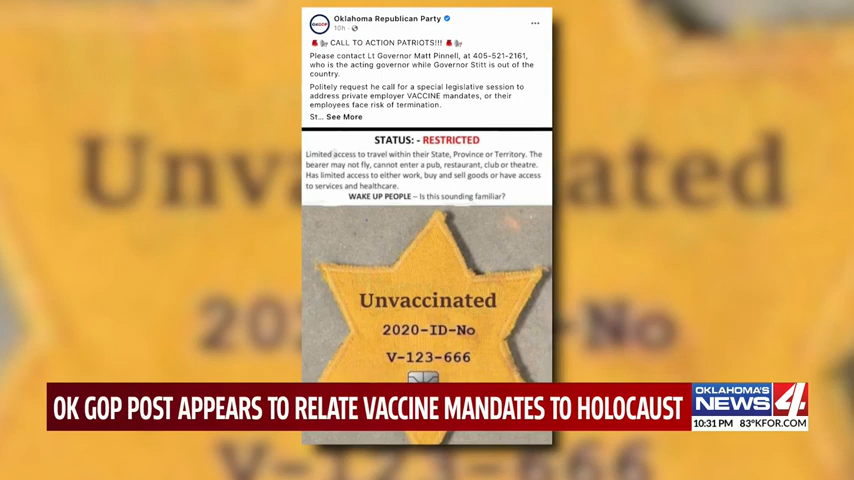 OKGOP
Oklahoma Republican Party
10h
CALL TO ACTION PATRIOTS!!!
Please contact Lt Governor Matt Pinnell, at 405-521-2161,
who is the acting governor while Governor Stitt is out of the
country.
Politely request he call for a special legislative session to
address private employer VACCINE mandates, or their
employees face risk of termination.
St... See More
STATUS: - RESTRICTED
Limited access to travel within their State, Province or Territory. The
bearer may not fly, cannot enter a pub, restaurant, club or theatre.
Has limited access to either work, buy and sell goods or have access
to services and healthcare.
WAKE UP PEOPLE – Is this sounding familiar?
Unvaccinated
2020-ID-No
V-123-666
OK GOP POST APPEARS TO RELATE VACCINE MANDATES TO HOLOCAUST
OKLAHOMA'S
NEWS 4
10:31 PM 83° KFOR.COM